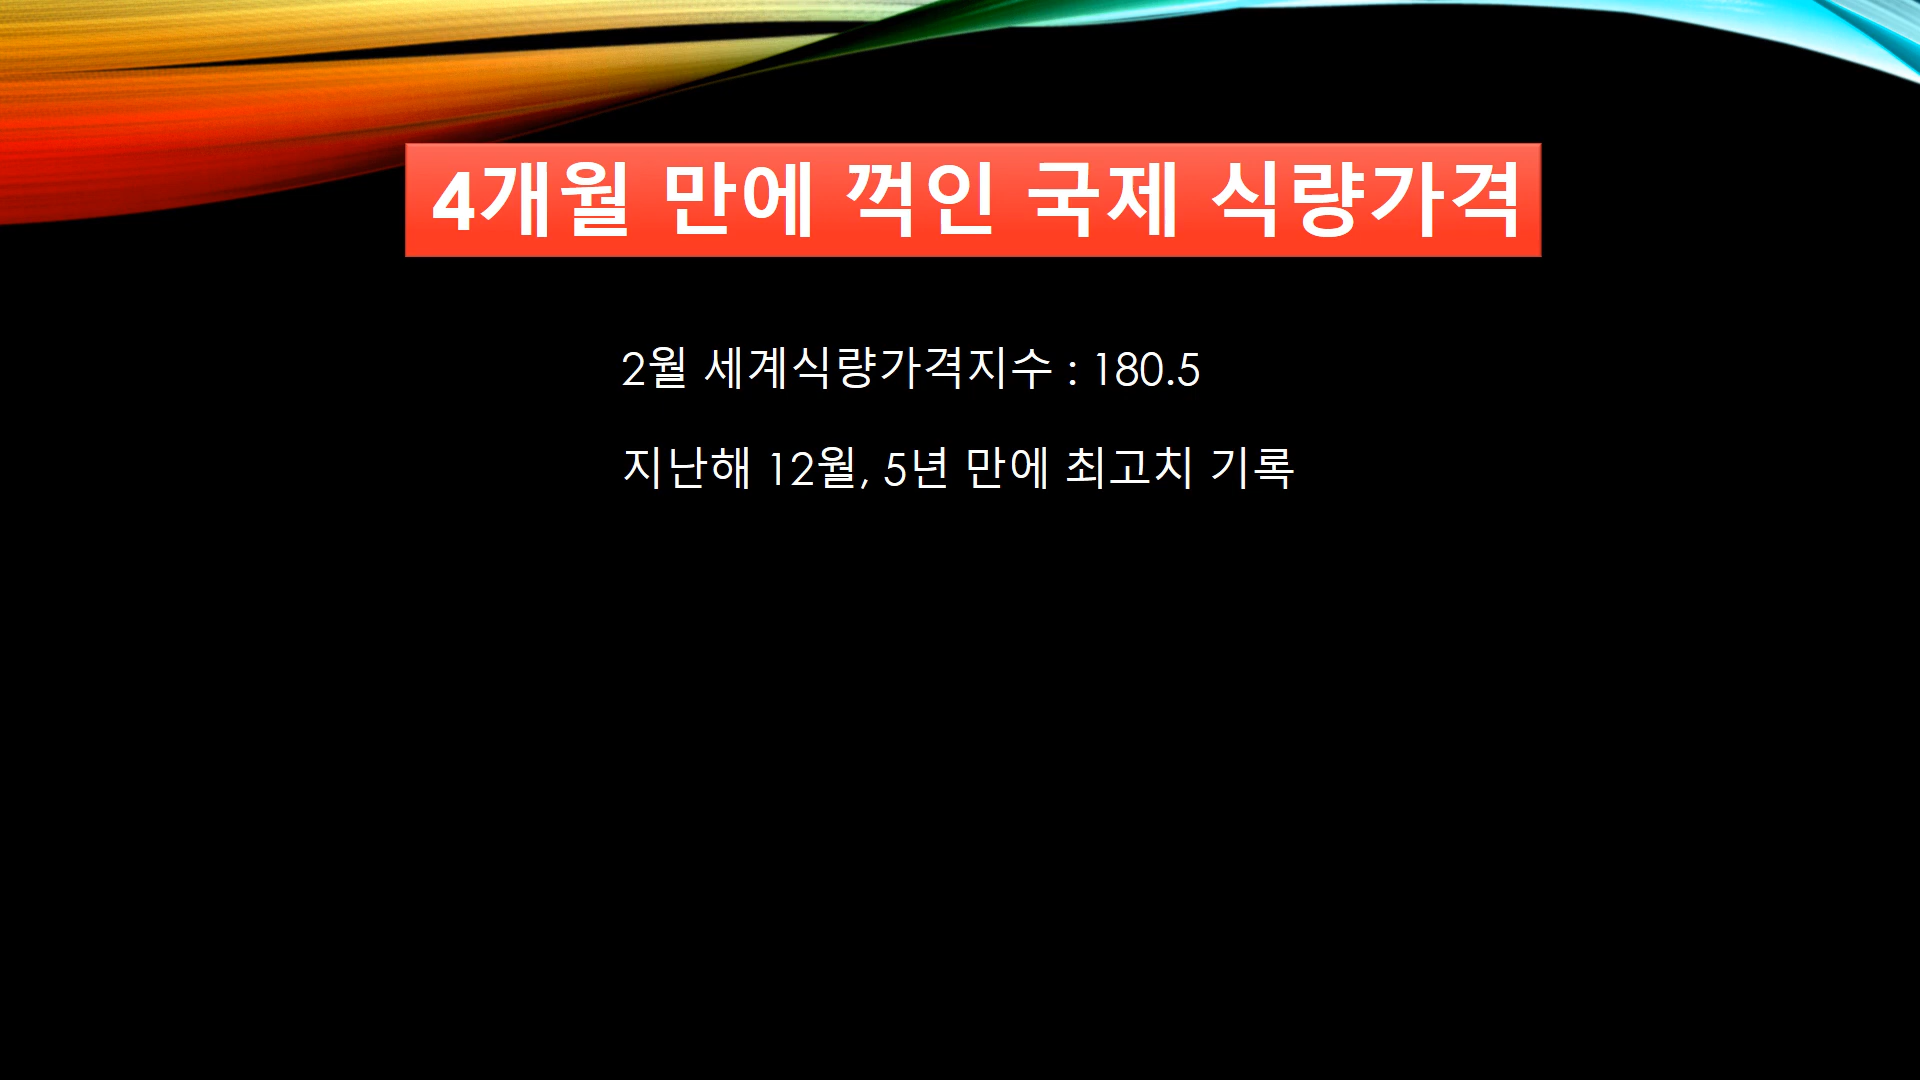 4개월 만에 꺽인 국제 식량가격
2월 세계식량가격지수 : 180.5
지난해 12월, 5년 만에 최고치 기록